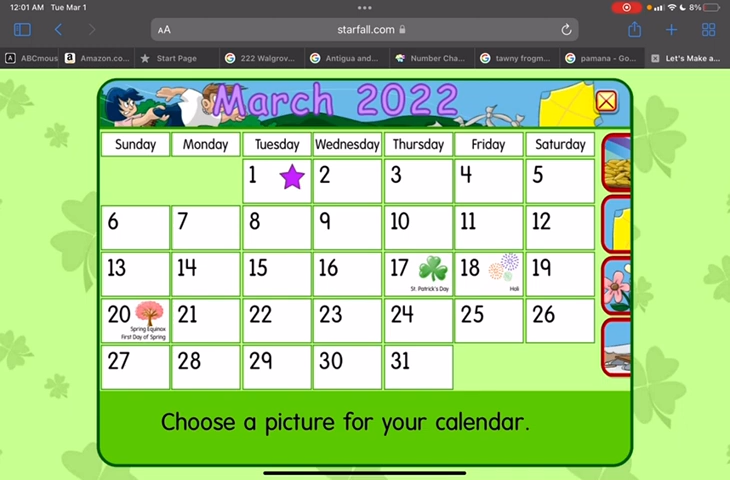 12:01 AM Tue Mar 1
8%
AA
starfall.com
ABCmous
Amazon.co...
Start Page
222 Walgrov...
Antigua and...
Number Cha...
tawny frogm...
pamana - Go...
Let's Make a...
March 2022
Sunday Monday Tuesday Wednesday Thursday Friday Saturday
1 2 3 4 5
6 7 8 9 10 11 12
13 14 15 16 17 18 19
St. Patrick's Day
Holi
20 21 22 23 24 25 26
Spring Equinox
First Day of Spring
27 28 29 30 31
Choose a picture for your calendar.